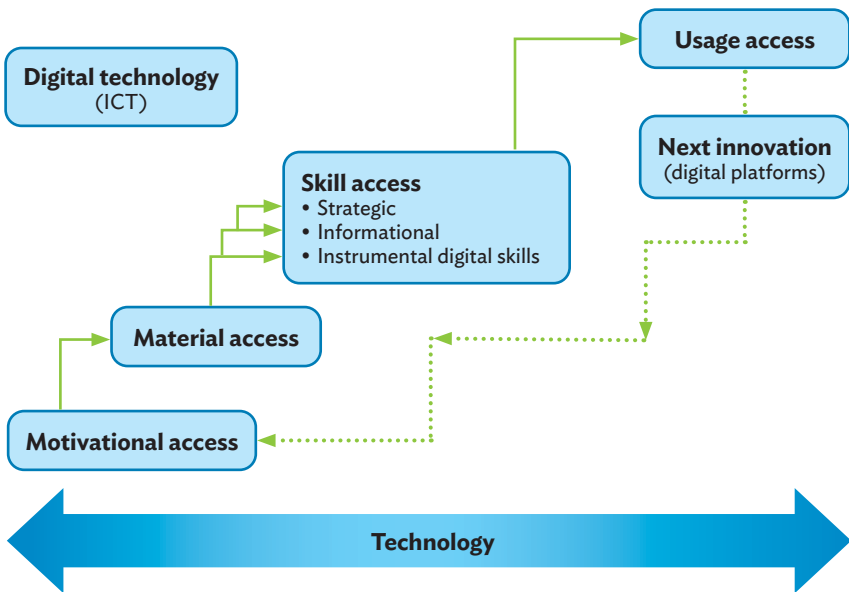 Usage access
Digital technology
(ICT)
Next innovation
(digital platforms)
Skill access
• Strategic
• Informational
• Instrumental digital skills
Material access
Motivational access
Technology